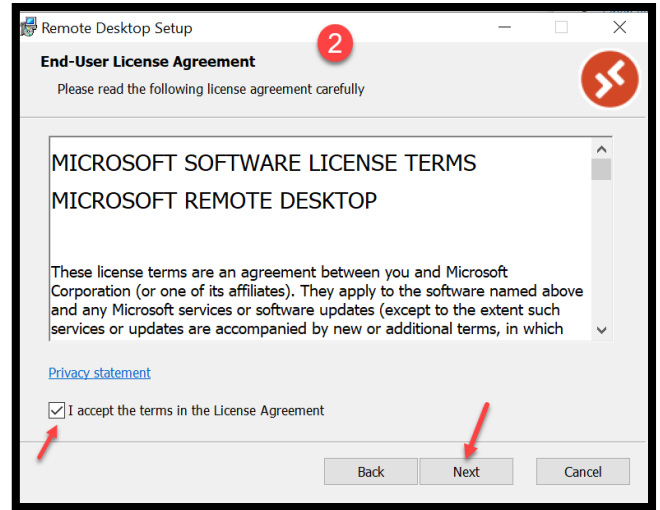 Remote Desktop Setup
2
End-User License Agreement
Please read the following license agreement carefully
MICROSOFT SOFTWARE LICENSE TERMS
MICROSOFT REMOTE DESKTOP
These license terms are an agreement between you and Microsoft
Corporation (or one of its affiliates). They apply to the software named above
and any Microsoft services or software updates (except to the extent such
services or updates are accompanied by new or additional terms, in which
Privacy statement
I accept the terms in the License Agreement
Back Next Cancel